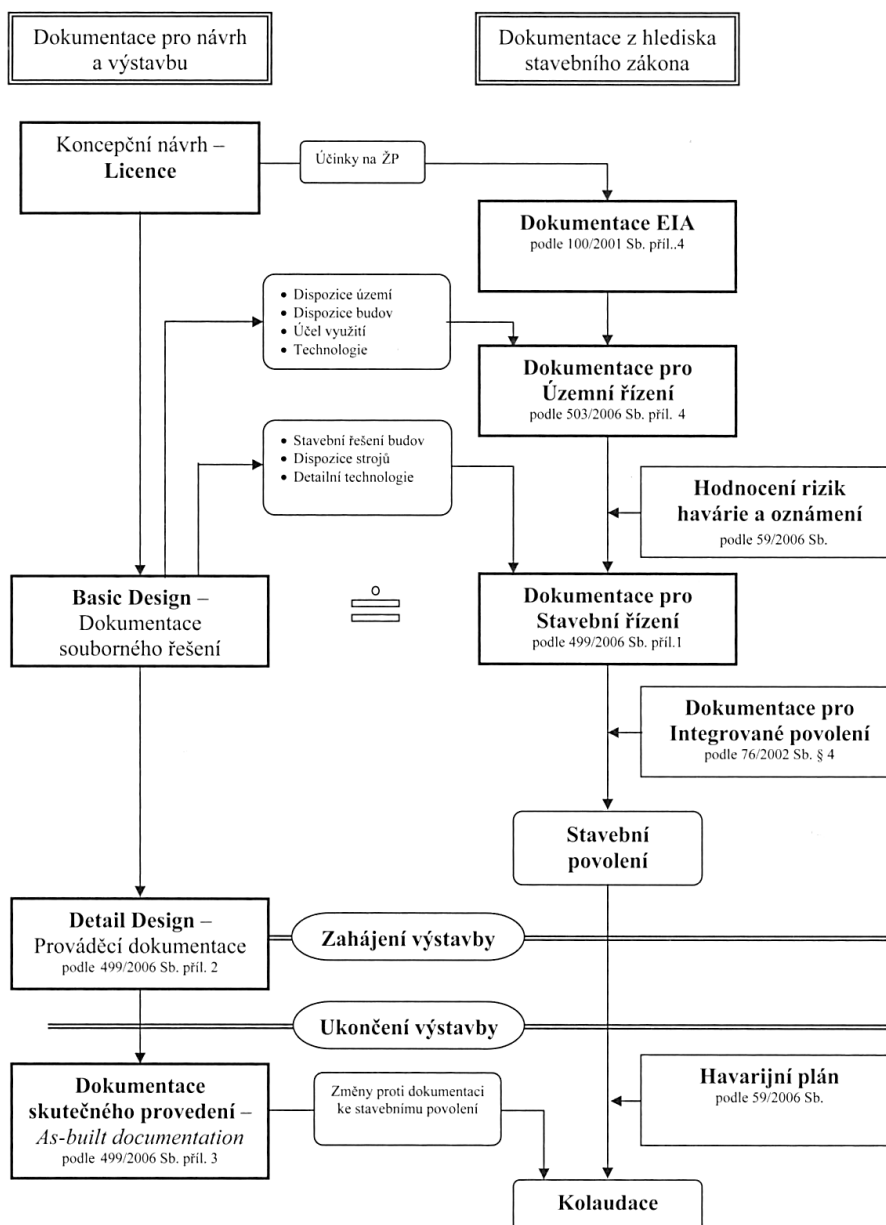 Dokumentace pro návrh
a výstavbu
Dokumentace z hlediska
stavebního zákona
Koncepční návrh –
Licence
Účinky na ŽP
Dokumentace EIA
podle 100/2001 Sb. příl..4
• Dispozice území
• Dispozice budov
• Účel využití
• Technologie
Dokumentace pro
Územní řízení
podle 503/2006 Sb. příl. 4
• Stavební řešení budov
• Dispozice strojů
• Detailní technologie
Hodnocení rizik
havárie a oznámení
podle 59/2006 Sb.
Basic Design –
Dokumentace
souborného řešení
Dokumentace pro
Stavební řízení
podle 499/2006 Sb. příl.1
Dokumentace pro
Integrované povolení
podle 76/2002 Sb. § 4
Stavební
povolení
Detail Design –
Prováděcí dokumentace
podle 499/2006 Sb. příl. 2
Zahájení výstavby
Ukončení výstavby
Dokumentace
skutečného provedení –
As-built documentation
podle 499/2006 Sb. příl. 3
Změny proti dokumentaci
ke stavebnímu povolení
Havarijní plán
podle 59/2006 Sb.
Kolaudace